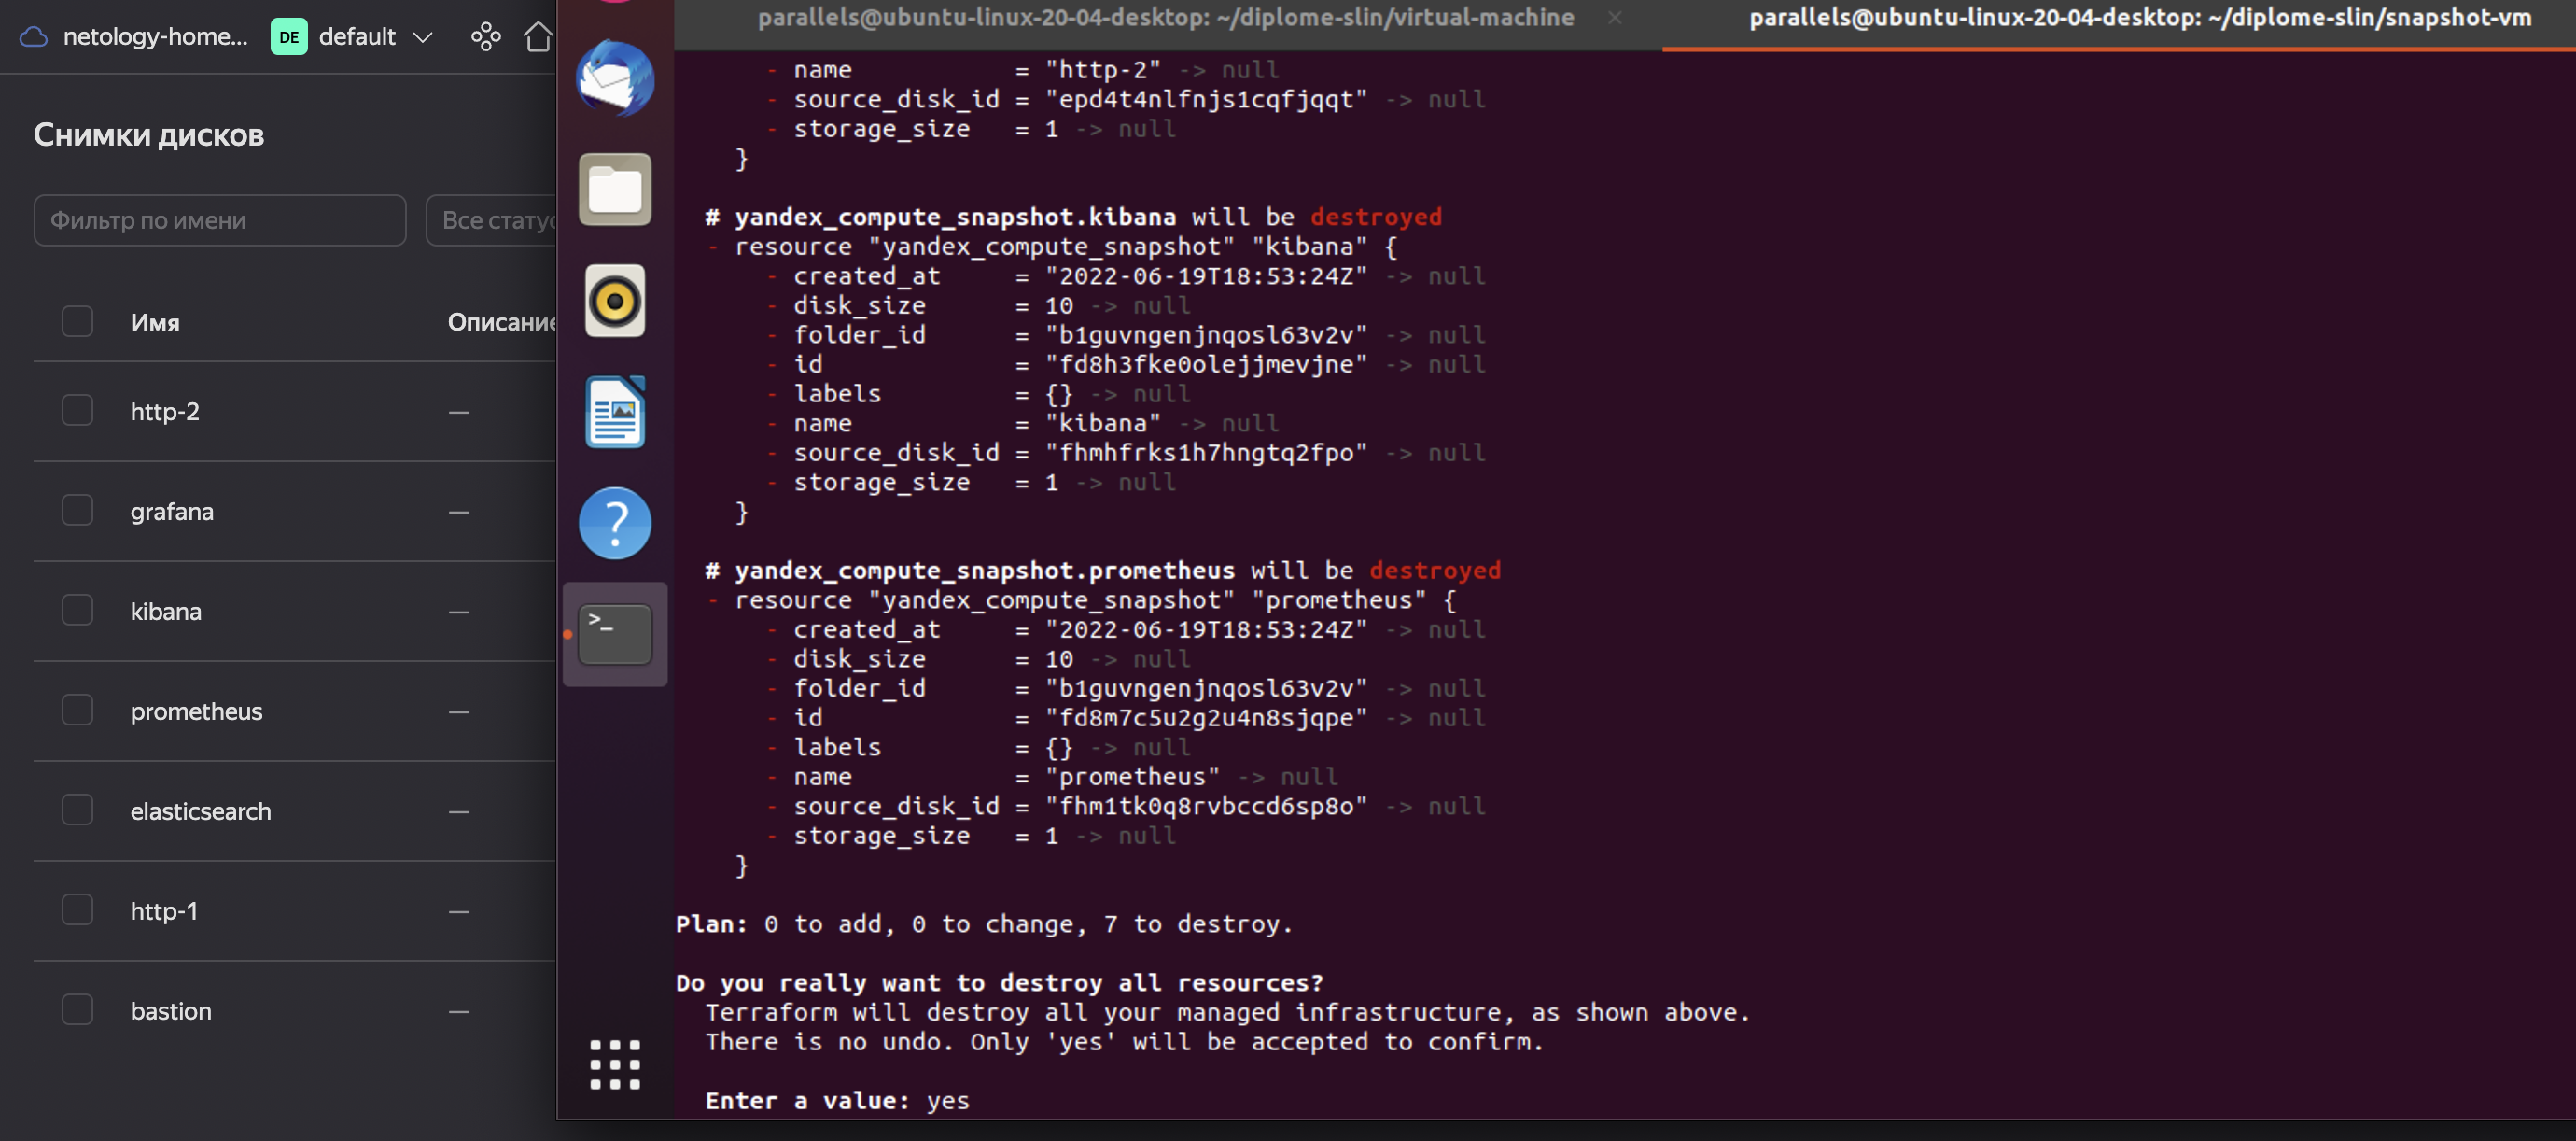 netology-home... DE default
Снимки дисков
Фильтр по имени
Все статус
Имя Описание
http-2 —
grafana —
kibana —
prometheus —
elasticsearch —
http-1 —
bastion —
parallels@ubuntu-linux-20-04-desktop: ~/diplome-slin/virtual-machine × parallels@ubuntu-linux-20-04-desktop: ~/diplome-slin/snapshot-vm
- name = "http-2" -> null
- source_disk_id = "epd4t4nlfnjs1cqfjqqt" -> null
- storage_size = 1 -> null
}
# yandex_compute_snapshot.kibana will be destroyed
- resource "yandex_compute_snapshot" "kibana" {
- created_at = "2022-06-19T18:53:24Z" -> null
- disk_size = 10 -> null
- folder_id = "b1guvngenjnqosl63v2v" -> null
- id = "fd8h3fke0olejjmevjne" -> null
- labels = {} -> null
- name = "kibana" -> null
- source_disk_id = "fhmhfrks1h7hngtq2fpo" -> null
- storage_size = 1 -> null
}
# yandex_compute_snapshot.prometheus will be destroyed
- resource "yandex_compute_snapshot" "prometheus" {
- created_at = "2022-06-19T18:53:24Z" -> null
- disk_size = 10 -> null
- folder_id = "b1guvngenjnqosl63v2v" -> null
- id = "fd8m7c5u2g2u4n8sjqpe" -> null
- labels = {} -> null
- name = "prometheus" -> null
- source_disk_id = "fhm1tk0q8rvbccd6sp8o" -> null
- storage_size = 1 -> null
}
Plan: 0 to add, 0 to change, 7 to destroy.
Do you really want to destroy all resources?
Terraform will destroy all your managed infrastructure, as shown above.
There is no undo. Only 'yes' will be accepted to confirm.
Enter a value: yes